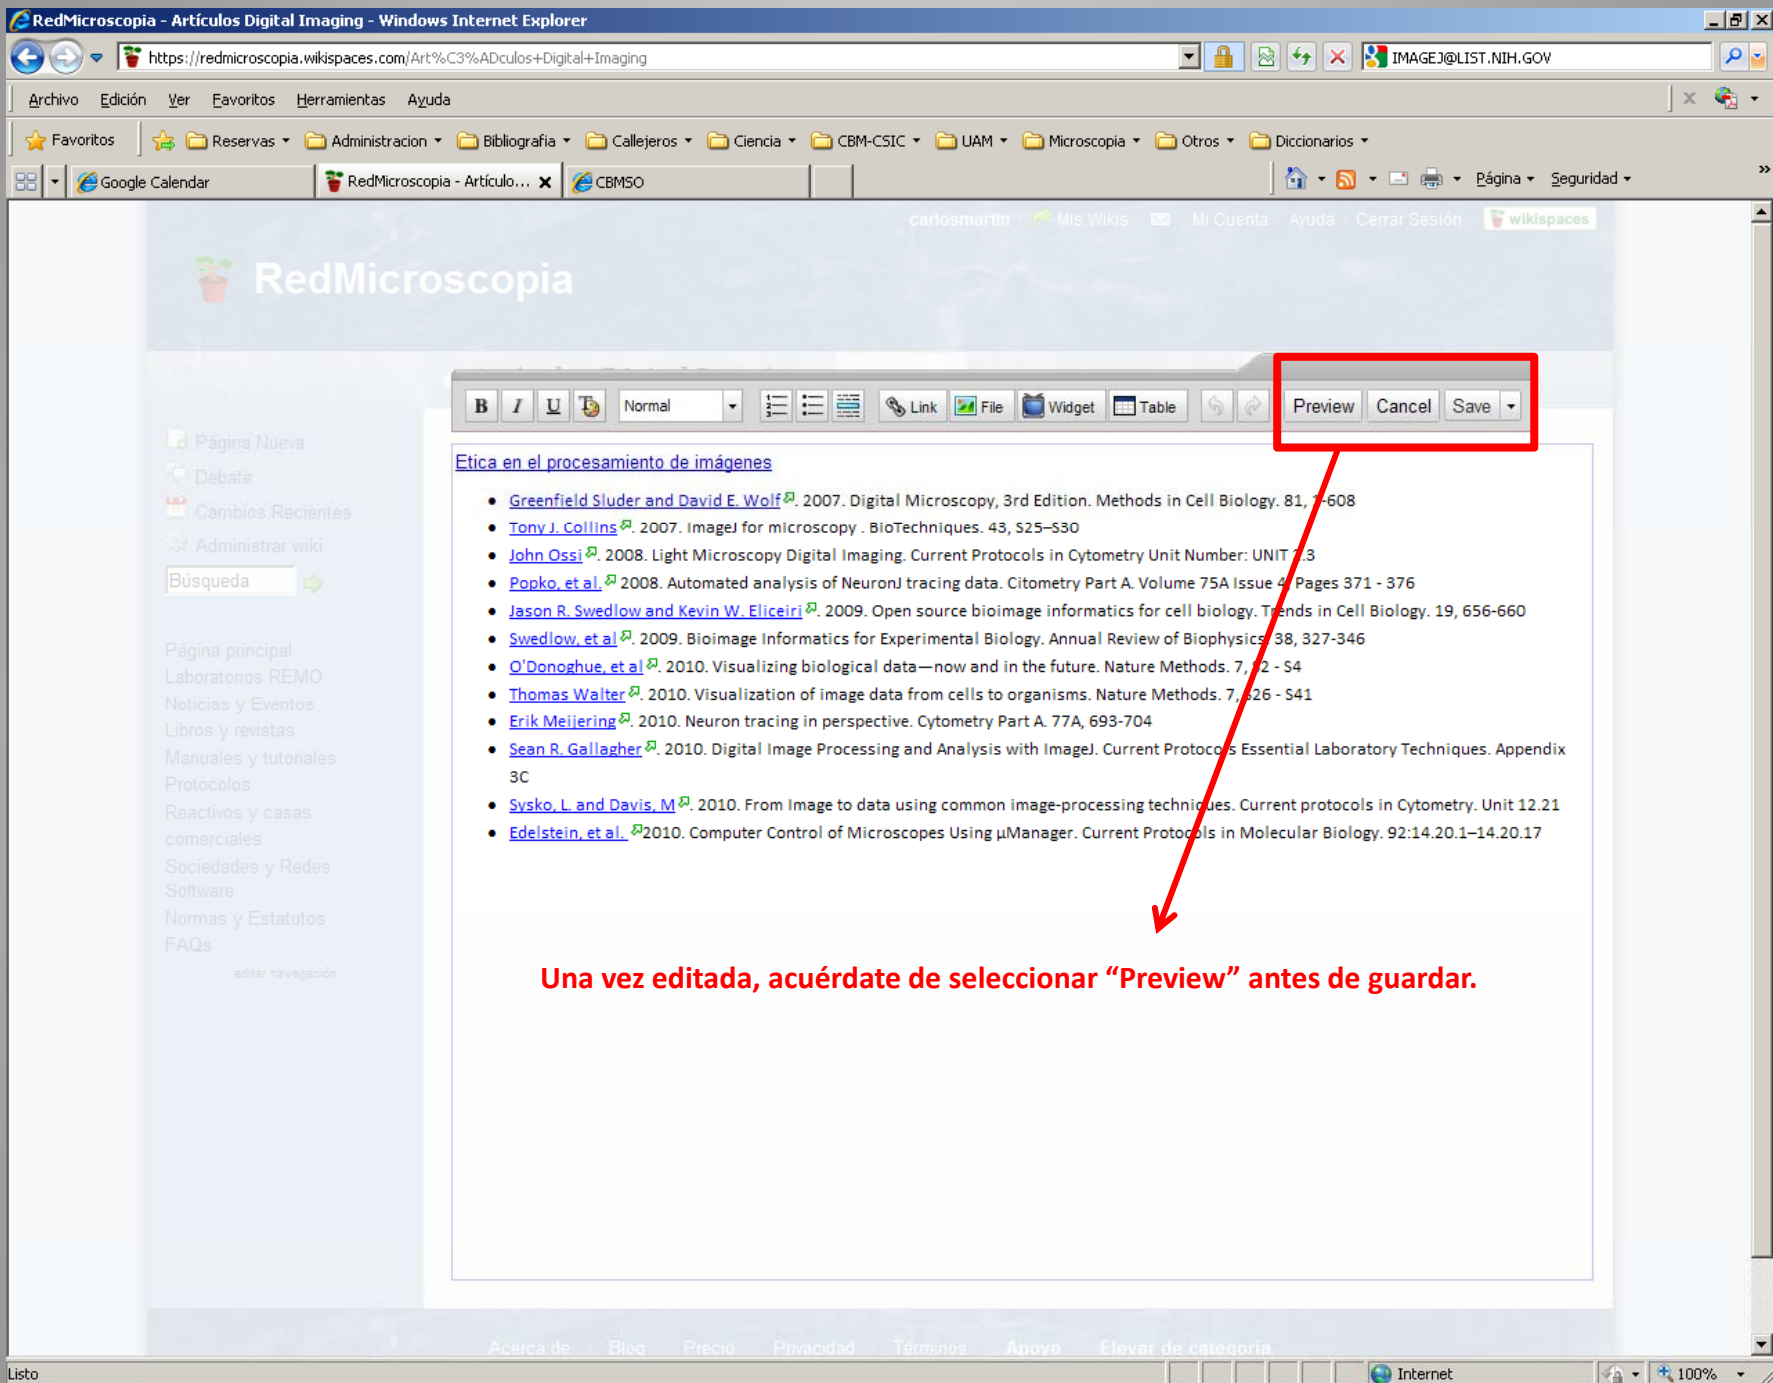 RedMicroscopia - Artículos Digital Imaging - Windows Internet Explorer
https://redmicroscopia.wikispaces.com/Art%C3%ADculos+Digital+Imaging
IMAGEJ@LIST.NIH.GOV
Archivo Edición Ver Favoritos Herramientas Ayuda
Favoritos Reservas Administracion Bibliografia Callejeros Ciencia CBM-CSIC UAM Microscopia Otros Diccionarios
Google Calendar RedMicroscopia - Artículo... CBMSO Página Seguridad
carlosmartin Mis Wikis Mi Cuenta Ayuda Cerrar Sesión wikispaces
RedMicroscopia
B I U T Normal Link File Widget Table Preview Cancel Save
Página Nueva
Debate
Cambios Recientes
Administrar wiki
Búsqueda
Página principal
Laboratorios REMO
Noticias y Eventos
Libros y revistas
Manuales y tutoriales
Protocolos
Reactivos y casas
comerciales
Sociedades y Redes
Software
Normas y Estatutos
FAQs
editar navegación
Etica en el procesamiento de imágenes
Greenfield Sluder and David E. Wolf. 2007. Digital Microscopy, 3rd Edition. Methods in Cell Biology. 81, 1-608
Tony J. Collins. 2007. ImageJ for microscopy . BioTechniques. 43, S25–S30
John Ossi. 2008. Light Microscopy Digital Imaging. Current Protocols in Cytometry Unit Number: UNIT 2.3
Popko, et al. 2008. Automated analysis of NeuronJ tracing data. Citometry Part A. Volume 75A Issue 4, Pages 371 - 376
Jason R. Swedlow and Kevin W. Eliceiri. 2009. Open source bioimage informatics for cell biology. Trends in Cell Biology. 19, 656-660
Swedlow, et al. 2009. Bioimage Informatics for Experimental Biology. Annual Review of Biophysics. 38, 327-346
O'Donoghue, et al. 2010. Visualizing biological data—now and in the future. Nature Methods. 7, S2 - S4
Thomas Walter. 2010. Visualization of image data from cells to organisms. Nature Methods. 7, S26 - S41
Erik Meijering. 2010. Neuron tracing in perspective. Cytometry Part A. 77A, 693-704
Sean R. Gallagher. 2010. Digital Image Processing and Analysis with ImageJ. Current Protocols Essential Laboratory Techniques. Appendix
3C
Sysko, L. and Davis, M. 2010. From Image to data using common image-processing techniques. Current protocols in Cytometry. Unit 12.21
Edelstein, et al. 2010. Computer Control of Microscopes Using µManager. Current Protocols in Molecular Biology. 92:14.20.1–14.20.17
Una vez editada, acuérdate de seleccionar “Preview” antes de guardar.
Acerca de Blog Precio Privacidad Términos Apoyo Elevar de categoría
Listo Internet 100%